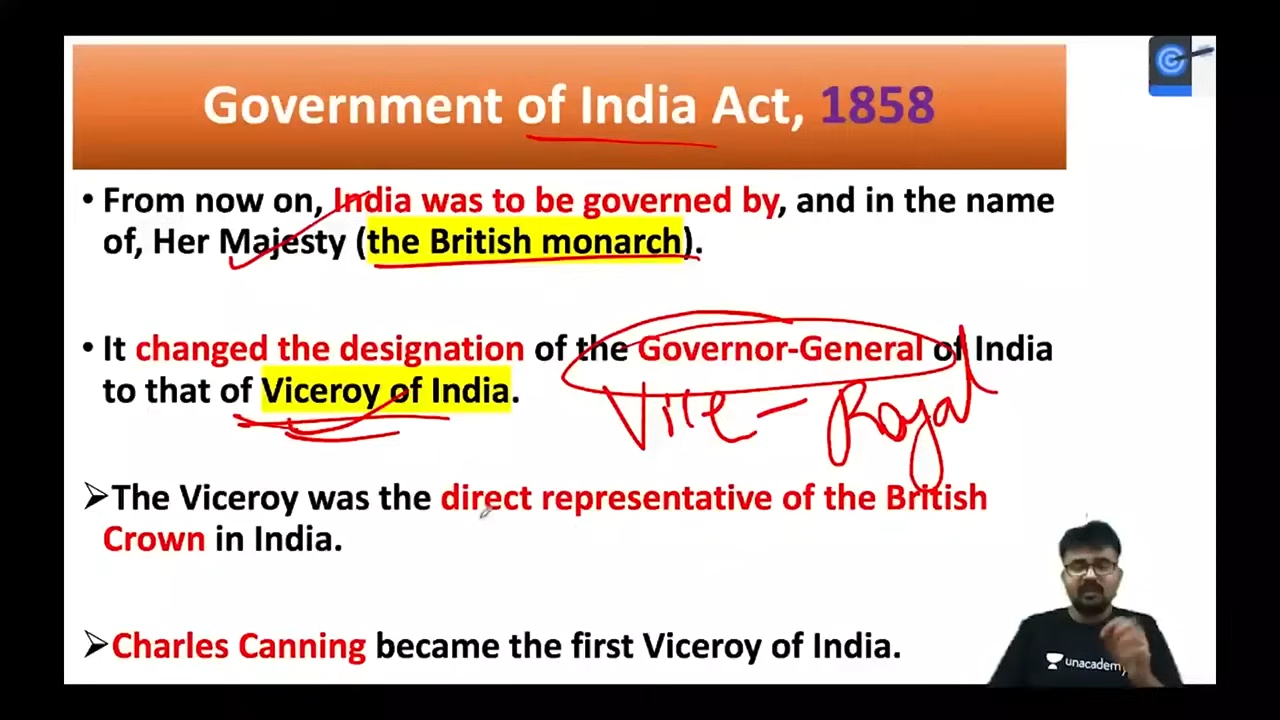 Government of India Act, 1858
• From now on, India was to be governed by, and in the name
of, Her Majesty (the British monarch).
• It changed the designation of the Governor-General of India
to that of Viceroy of India.
Vice - Royal
➢The Viceroy was the direct representative of the British
Crown in India.
➢Charles Canning became the first Viceroy of India.
unacademy